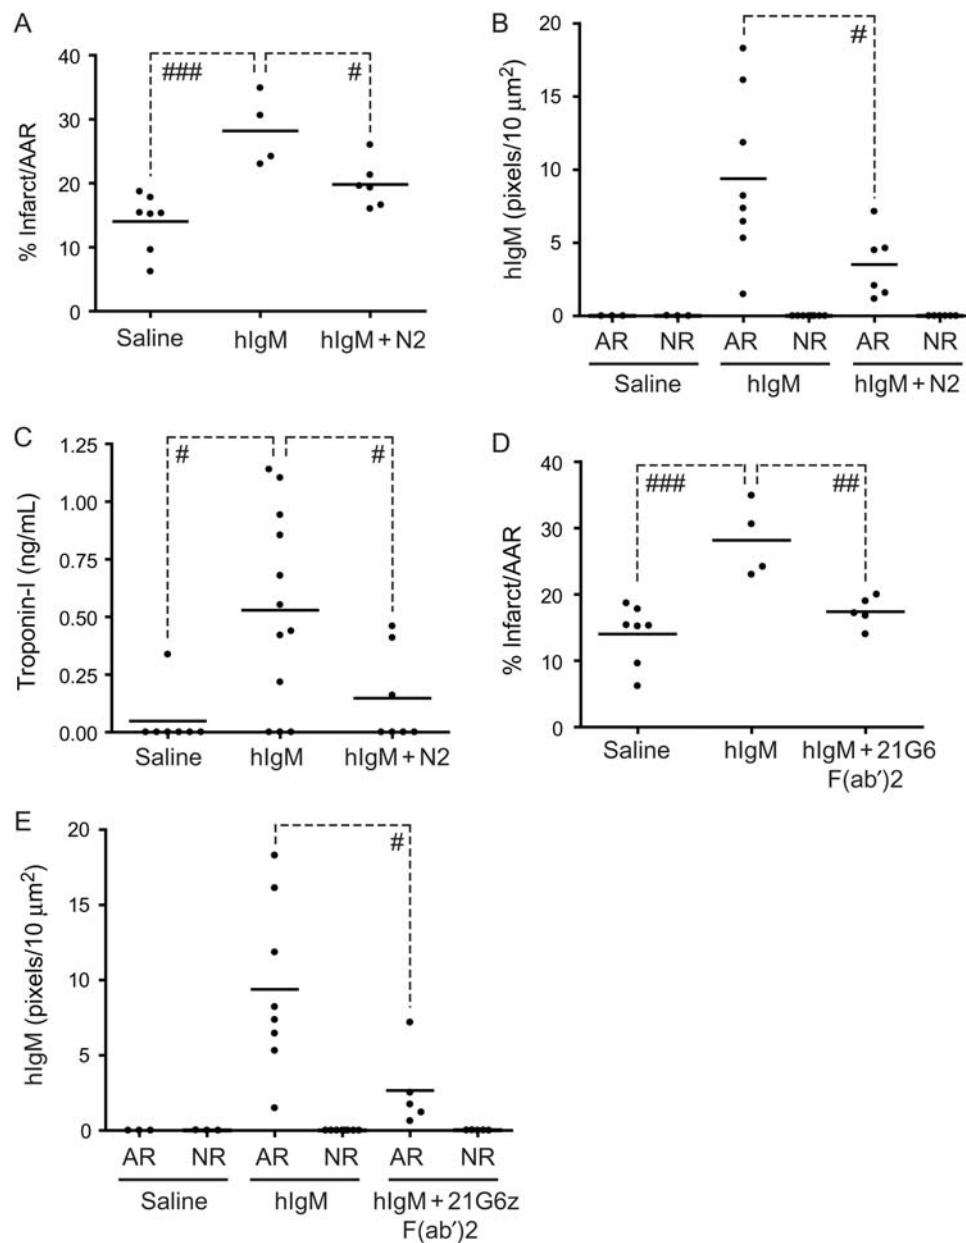 A
% Infarct/AAR
40
30
20
10
0
###
#
Saline
hIgM
hIgM + N2
B
hIgM (pixels/10 µm²)
20
15
10
5
0
#
AR NR AR NR AR NR
Saline hIgM hIgM + N2
C
Troponin-I (ng/mL)
1.25
1.00
0.75
0.50
0.25
0.00
#
#
Saline
hIgM
hIgM + N2
D
% Infarct/AAR
40
30
20
10
0
###
##
Saline hIgM hIgM + 21G6
F(ab′)2
E
hIgM (pixels/10 µm²)
20
15
10
5
0
#
AR NR AR NR AR NR
Saline hIgM hIgM + 21G6z
F(ab′)2